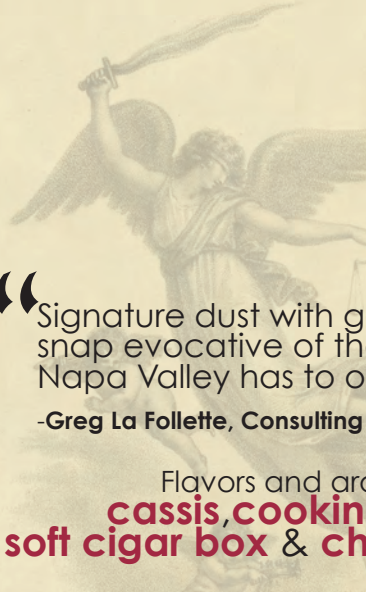 “Signature dust with g
snap evocative of th
Napa Valley has to o
-Greg La Follette, Consulting
Flavors and aro
cassis,cookin
soft cigar box & ch